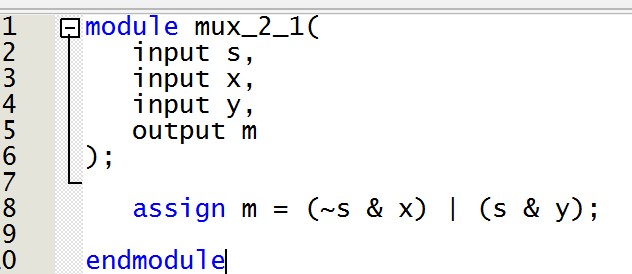 1 module mux_2_1(
2 input s,
3 input x,
4 input y,
5 output m
6 );
7
8 assign m = (~s & x) | (s & y);
9
0 endmodule